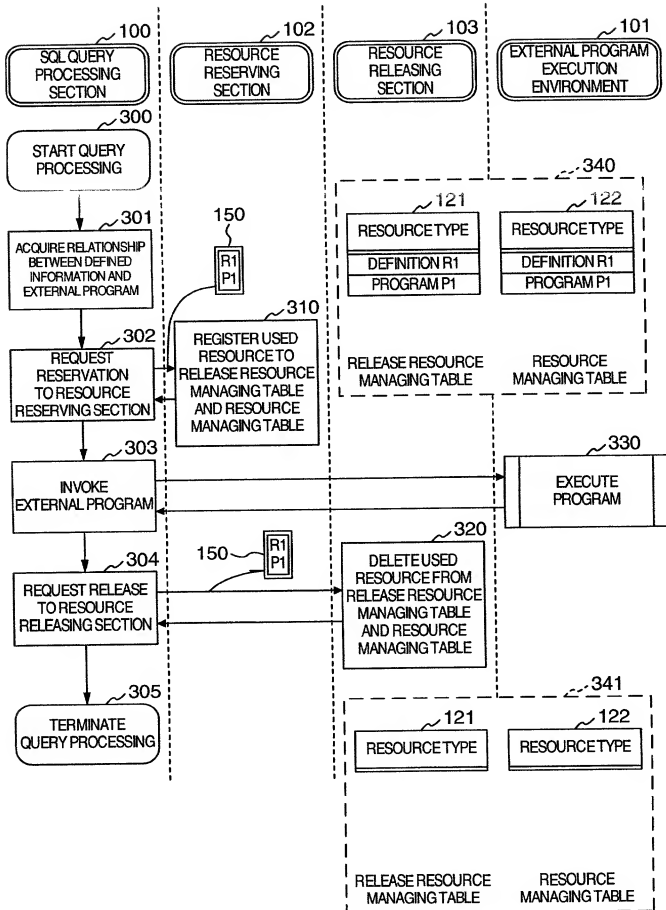 100
SQL QUERY
PROCESSING
SECTION
102
RESOURCE
RESERVING
SECTION
103
RESOURCE
RELEASING
SECTION
101
EXTERNAL PROGRAM
EXECUTION
ENVIRONMENT
300
START QUERY
PROCESSING
340
121
RESOURCE TYPE
DEFINITION R1
PROGRAM P1
122
RESOURCE TYPE
DEFINITION R1
PROGRAM P1
RELEASE RESOURCE
MANAGING TABLE
RESOURCE
MANAGING TABLE
301
ACQUIRE RELATIONSHIP
BETWEEN DEFINED
INFORMATION AND
EXTERNAL PROGRAM
150
R1
P1
302
REQUEST
RESERVATION
TO RESOURCE
RESERVING SECTION
310
REGISTER USED
RESOURCE TO
RELEASE RESOURCE
MANAGING TABLE
AND RESOURCE
MANAGING TABLE
303
INVOKE
EXTERNAL PROGRAM
330
EXECUTE
PROGRAM
304
REQUEST RELEASE
TO RESOURCE
RELEASING SECTION
150
R1
P1
320
DELETE USED
RESOURCE FROM
RELEASE RESOURCE
MANAGING TABLE
AND RESOURCE
MANAGING TABLE
305
TERMINATE
QUERY PROCESSING
341
121
RESOURCE TYPE
122
RESOURCE TYPE
RELEASE RESOURCE
MANAGING TABLE
RESOURCE
MANAGING TABLE